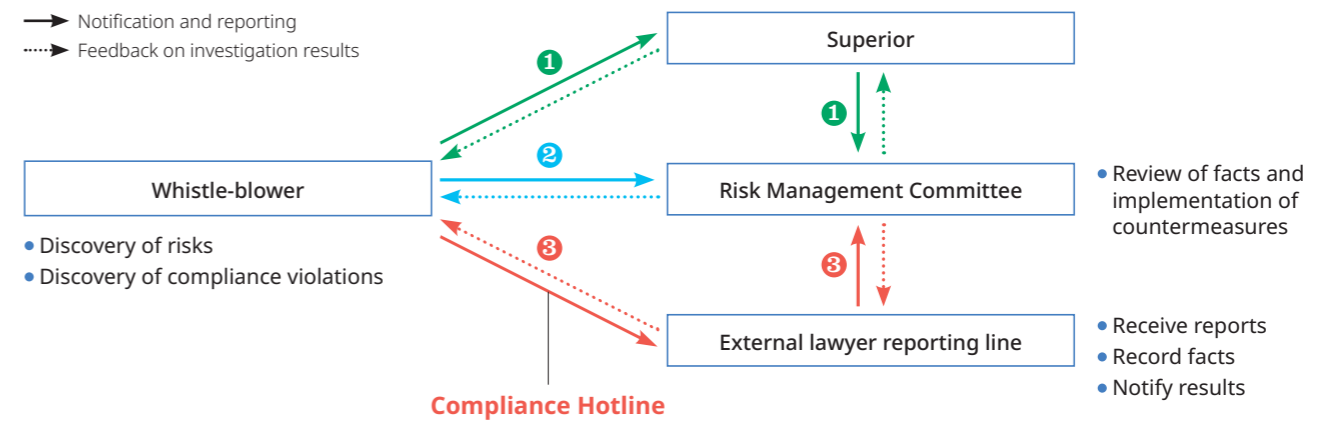 Notification and reporting
Feedback on investigation results
Superior
1
1
2
Whistle-blower
Risk Management Committee
• Review of facts and
implementation of
countermeasures
• Discovery of risks
• Discovery of compliance violations
3
3
External lawyer reporting line
• Receive reports
• Record facts
• Notify results
Compliance Hotline